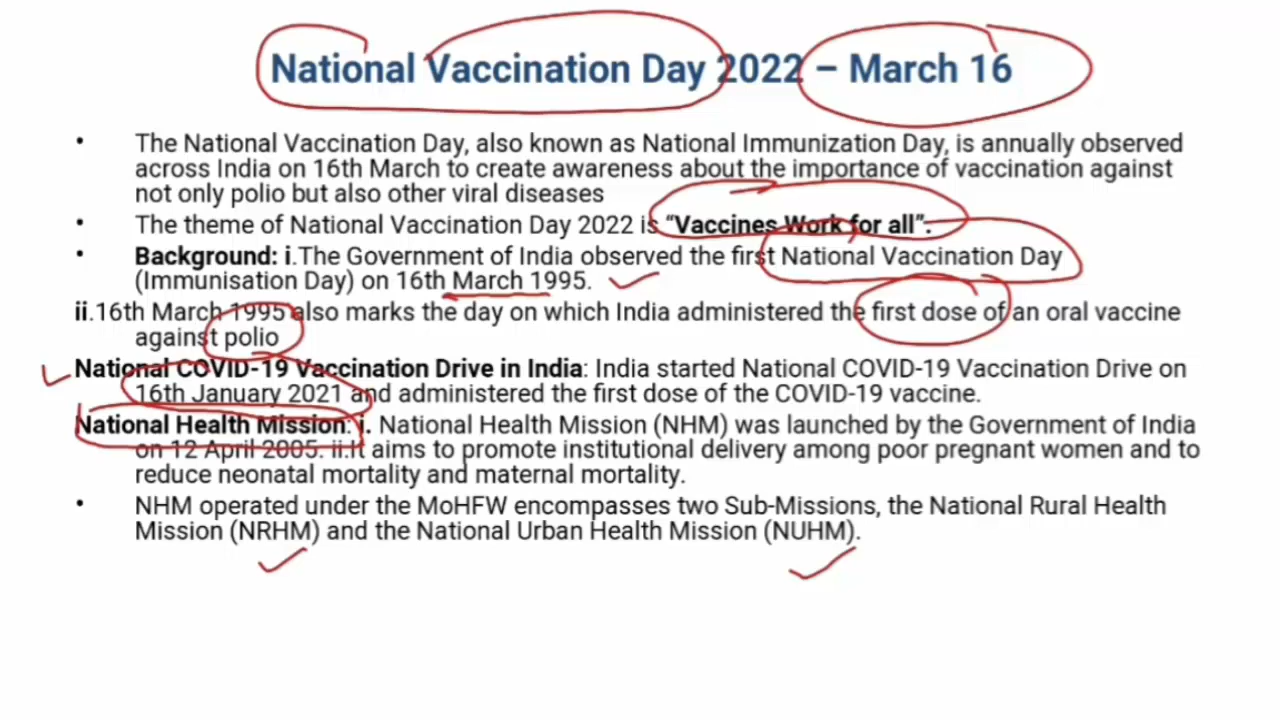 National Vaccination Day 2022 – March 16
• The National Vaccination Day, also known as National Immunization Day, is annually observed
across India on 16th March to create awareness about the importance of vaccination against
not only polio but also other viral diseases
• The theme of National Vaccination Day 2022 is “Vaccines Work for all”.
• Background: i.The Government of India observed the first National Vaccination Day
(Immunisation Day) on 16th March 1995.
ii.16th March 1995 also marks the day on which India administered the first dose of an oral vaccine
against polio
National COVID-19 Vaccination Drive in India: India started National COVID-19 Vaccination Drive on
16th January 2021 and administered the first dose of the COVID-19 vaccine.
National Health Mission: i. National Health Mission (NHM) was launched by the Government of India
on 12 April 2005. ii.It aims to promote institutional delivery among poor pregnant women and to
reduce neonatal mortality and maternal mortality.
• NHM operated under the MoHFW encompasses two Sub-Missions, the National Rural Health
Mission (NRHM) and the National Urban Health Mission (NUHM).